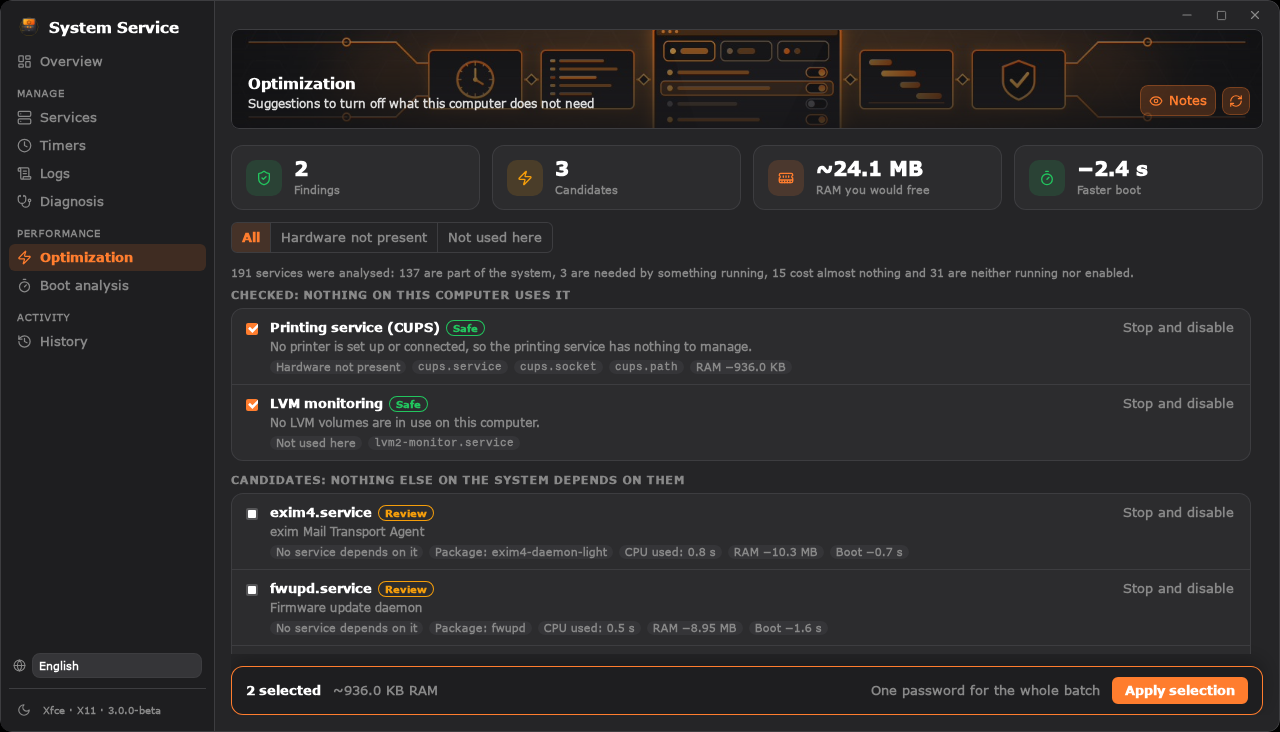 System Service
Overview
MANAGE
Services
Timers
Logs
Diagnosis
PERFORMANCE
Optimization
Boot analysis
ACTIVITY
History
English
Xfce · X11 · 3.0.0-beta
Optimization
Suggestions to turn off what this computer does not need
Notes
2
Findings
3
Candidates
~24.1 MB
RAM you would free
−2.4 s
Faster boot
All
Hardware not present
Not used here
191 services were analysed: 137 are part of the system, 3 are needed by something running, 15 cost almost nothing and 31 are neither running nor enabled.
CHECKED: NOTHING ON THIS COMPUTER USES IT
Printing service (CUPS) Safe Stop and disable
No printer is set up or connected, so the printing service has nothing to manage.
Hardware not present cups.service cups.socket cups.path RAM −936.0 KB
LVM monitoring Safe Stop and disable
No LVM volumes are in use on this computer.
Not used here lvm2-monitor.service
CANDIDATES: NOTHING ELSE ON THE SYSTEM DEPENDS ON THEM
exim4.service Review Stop and disable
exim Mail Transport Agent
No service depends on it Package: exim4-daemon-light CPU used: 0.8 s RAM −10.3 MB Boot −0.7 s
fwupd.service Review Stop and disable
Firmware update daemon
No service depends on it Package: fwupd CPU used: 0.5 s RAM −8.95 MB Boot −1.6 s
2 selected ~936.0 KB RAM One password for the whole batch Apply selection